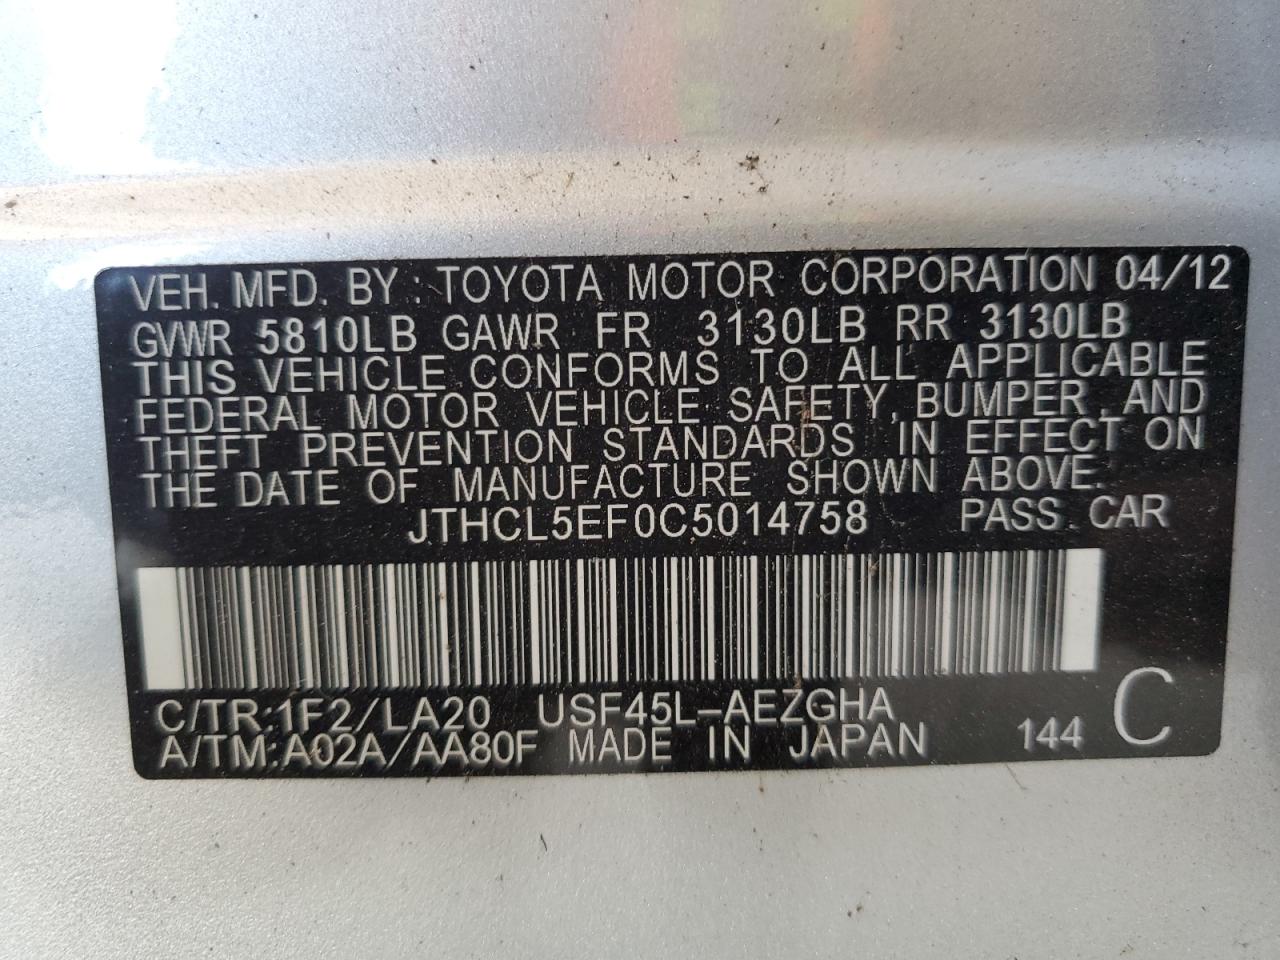 VEH. MFD. BY : TOYOTA MOTOR CORPORATION 04/12
GVWR 5810LB GAWR FR 3130LB RR 3130LB
THIS VEHICLE CONFORMS TO ALL APPLICABLE
FEDERAL MOTOR VEHICLE SAFETY, BUMPER, AND
THEFT PREVENTION STANDARDS IN EFFECT ON
THE DATE OF MANUFACTURE SHOWN ABOVE.
JTHCL5EF0C5014758 PASS. CAR
C/TR:1F2/LA20 USF45L-AEZGHA
A/TM:A02A/AA80F MADE IN JAPAN 144 C